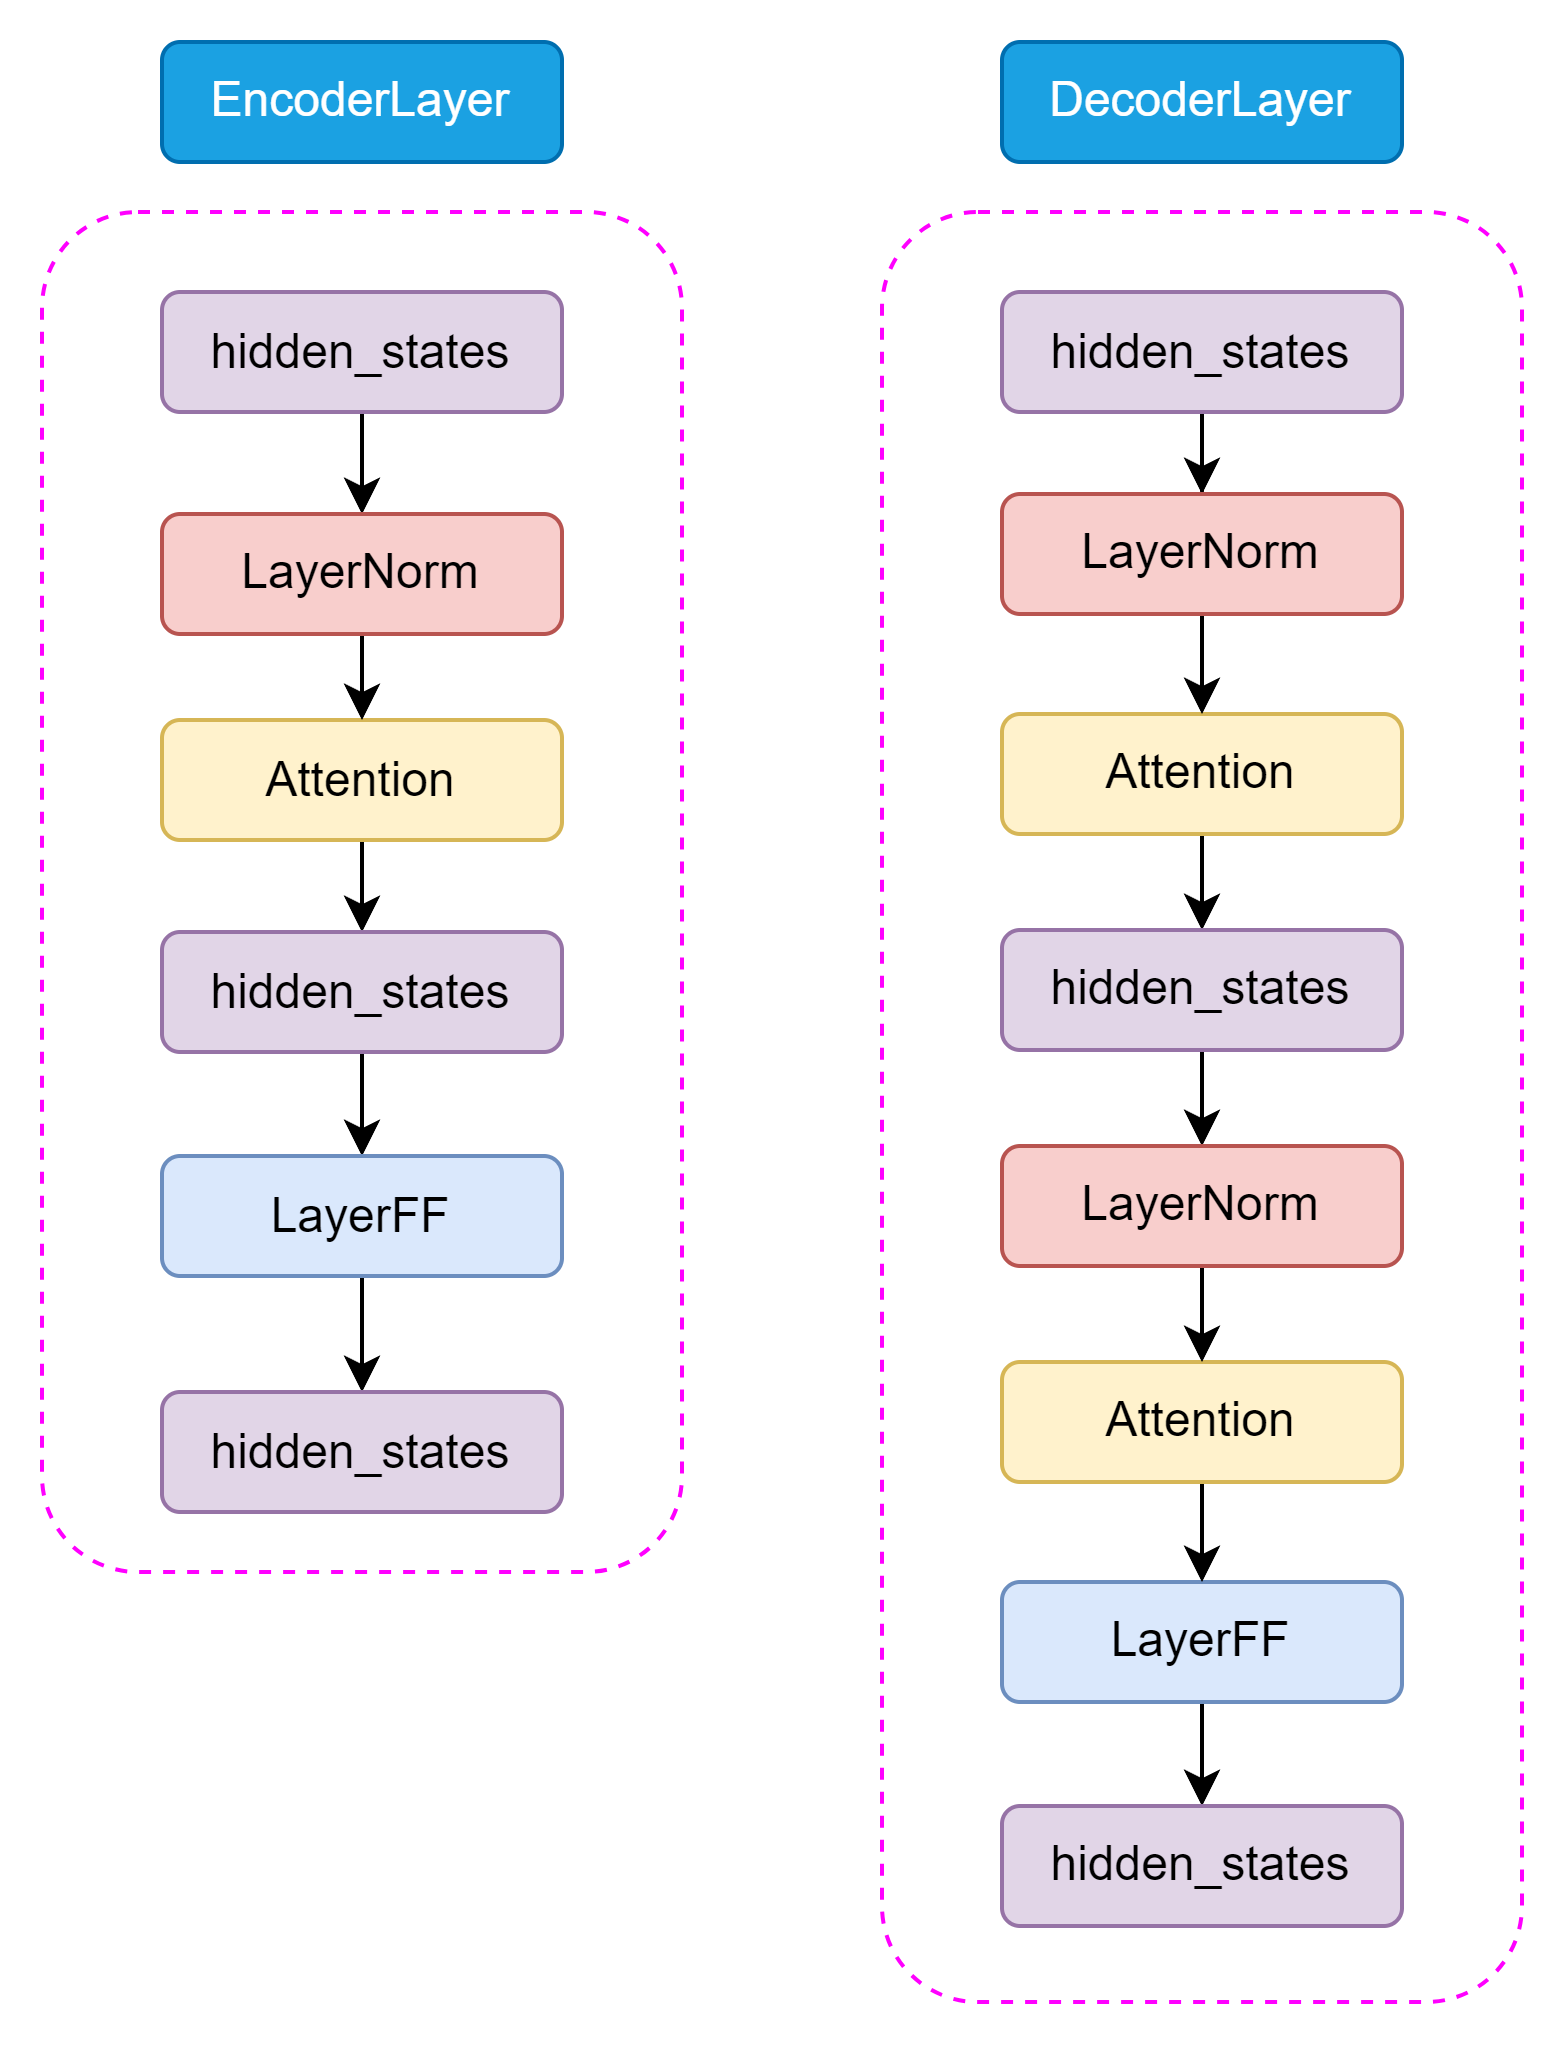 EncoderLayer
hidden_states
LayerNorm
Attention
hidden_states
LayerFF
hidden_states
DecoderLayer
hidden_states
LayerNorm
Attention
hidden_states
LayerNorm
Attention
LayerFF
hidden_states